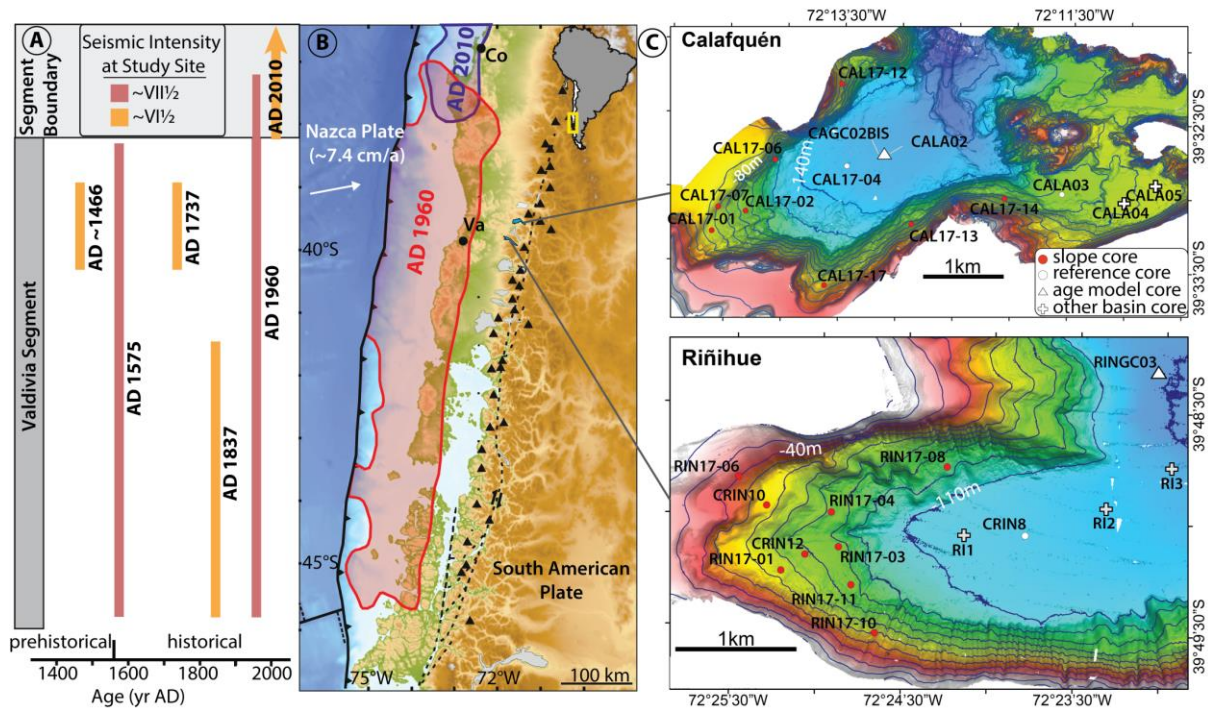 A
Seismic Intensity
at Study Site
~VII½
~VI½
Segment
Boundary
Valdivia Segment
AD ~1466
AD 1575
AD 1737
AD 1837
AD 1960
AD 2010
prehistorical
historical
1400
1600
1800
2000
Age (yr AD)
B
AD 2010
Co
Nazca Plate
(~7.4 cm/a)
AD 1960
Va
40°S
45°S
South American
Plate
75°W
72°W
100 km
C
72°13'30"W
72°11'30"W
Calafquén
CAL17-12
CAGC02BIS
CALA02
CAL17-06
-80m
-140m
CAL17-04
CAL17-07
CAL17-02
CAL17-01
CALA03
CALA05
CALA04
CAL17-14
CAL17-13
CAL17-17
1km
slope core
reference core
age model core
other basin core
39°32'30"S
39°33'30"S
Riñihue
RINGC03
-40m
RIN17-06
RIN17-08
CRIN10
RIN17-04
-110m
RI3
RI2
CRIN8
RI1
CRIN12
RIN17-03
RIN17-01
RIN17-11
RIN17-10
1km
39°48'30"S
39°49'30"S
72°25'30"W
72°24'30"W
72°23'30"W